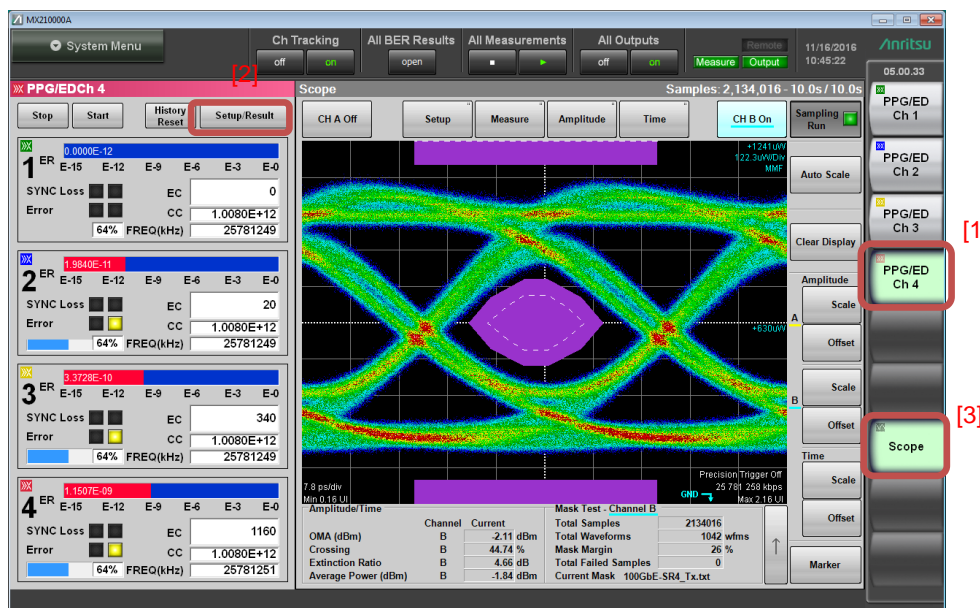 MX210000A
System Menu
Ch Tracking
off
on
All BER Results
open
All Measurements
All Outputs
off
on
Remote
Measure
Output
11/16/2016
10:45:22
Anritsu
05.00.33
[2]
PPG/EDCh 4
Stop
Start
History Reset
Setup/Result
1
ER
0.0000E-12
E-15 E-12 E-9 E-6 E-3 E-0
SYNC Loss
EC 0
Error
CC 1.0080E+12
64% FREQ(kHz) 25781249
2
ER
1.9840E-11
E-15 E-12 E-9 E-6 E-3 E-0
SYNC Loss
EC 20
Error
CC 1.0080E+12
64% FREQ(kHz) 25781249
3
ER
3.3728E-10
E-15 E-12 E-9 E-6 E-3 E-0
SYNC Loss
EC 340
Error
CC 1.0080E+12
64% FREQ(kHz) 25781249
4
ER
1.1507E-09
E-15 E-12 E-9 E-6 E-3 E-0
SYNC Loss
EC 1160
Error
CC 1.0080E+12
64% FREQ(kHz) 25781251
Scope
Samples: 2,134,016 - 10.0s / 10.0s
CH A Off
Setup
Measure
Amplitude
Time
CH B On
Sampling Run
+1241 uW
122.3uW/Div
MMF
+630uW
7.8 ps/div
Min 0.16 UI
Precision Trigger Off
25 781 258 kbps
GND
Max 2.16 UI
Auto Scale
Clear Display
Amplitude
Scale
A
Offset
Scale
B
Offset
Time
Scale
Offset
Marker
Amplitude/Time
Channel Current
OMA (dBm) B -2.11 dBm
Crossing B 44.74 %
Extinction Ratio B 4.66 dB
Average Power (dBm) B -1.84 dBm
Mask Test - Channel B
Total Samples 2134016
Total Waveforms 1042 wfms
Mask Margin 26 %
Total Failed Samples 0
Current Mask 100GbE-SR4_Tx.txt
PPG/ED Ch 1
PPG/ED Ch 2
PPG/ED Ch 3
[1
PPG/ED Ch 4
[3]
Scope